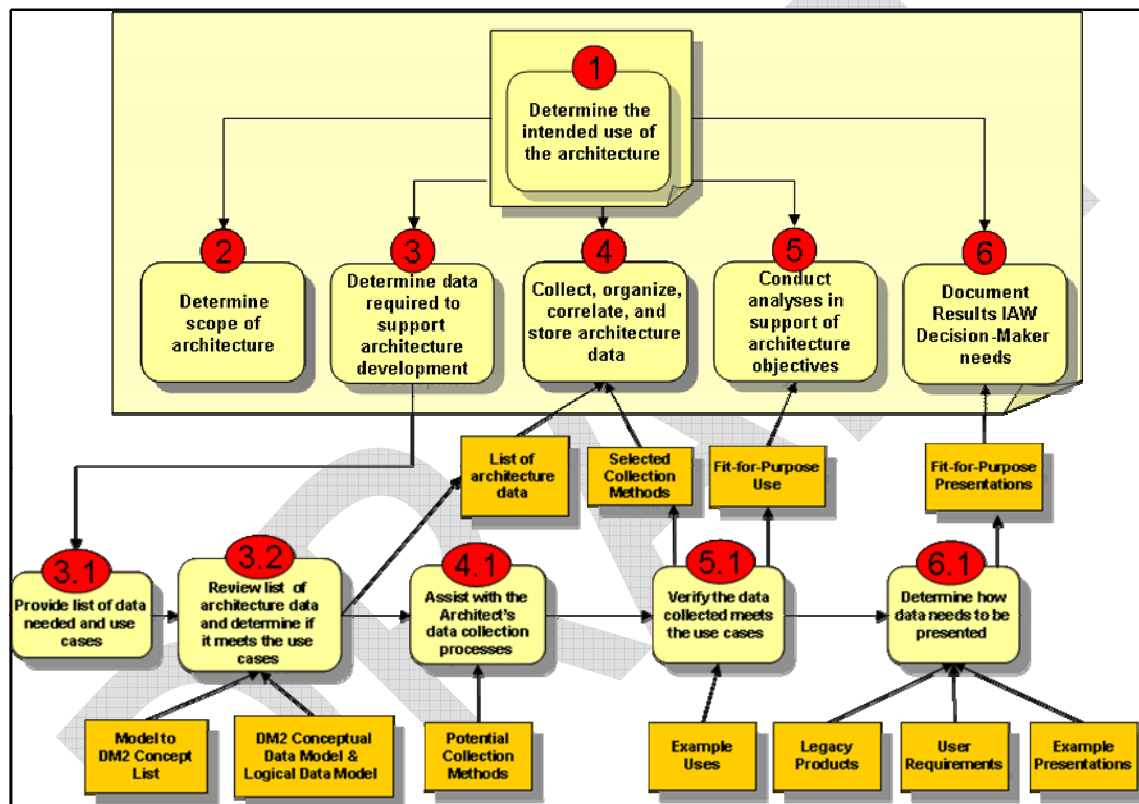 1
Determine the
intended use of
the architecture
2
Determine
scope of
architecture
3
Determine data
required to
support
architecture
development
4
Collect, organize,
correlate, and
store architecture
data
5
Conduct
analyses in
support of
architecture
objectives
6
Document
Results IAW
Decision-Maker
needs
List of
architecture
data
Selected
Collection
Methods
Fit-for-Purpose
Use
Fit-for-Purpose
Presentations
3.1
Provide list of data
needed and use
cases
3.2
Review list of
architecture data
and determine if
it meets the use
cases
4.1
Assist with the
Architect's
data collection
processes
5.1
Verify the data
collected meets
the use cases
6.1
Determine how
data needs to be
presented
Model to
DM2 Concept
List
DM2 Conceptual
Data Model &
Logical Data Model
Potential
Collection
Methods
Example
Uses
Legacy
Products
User
Requirements
Example
Presentations